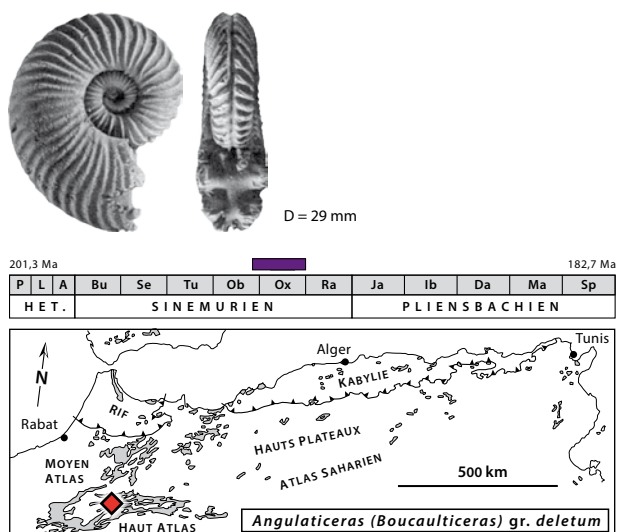 D = 29 mm
201,3 Ma 182,7 Ma
P L A Bu Se Tu Ob Ox Ra Ja Ib Da Ma Sp
HET. SINEMURIEN PLIENSBACHIEN
Tunis
Alger
N
KABYLIE
RIF
Rabat
HAUTS PLATEAUX
MOYEN
ATLAS
ATLAS SAHARIEN
500 km
HAUT ATLAS
Angulaticeras (Boucaulticeras) gr. deletum